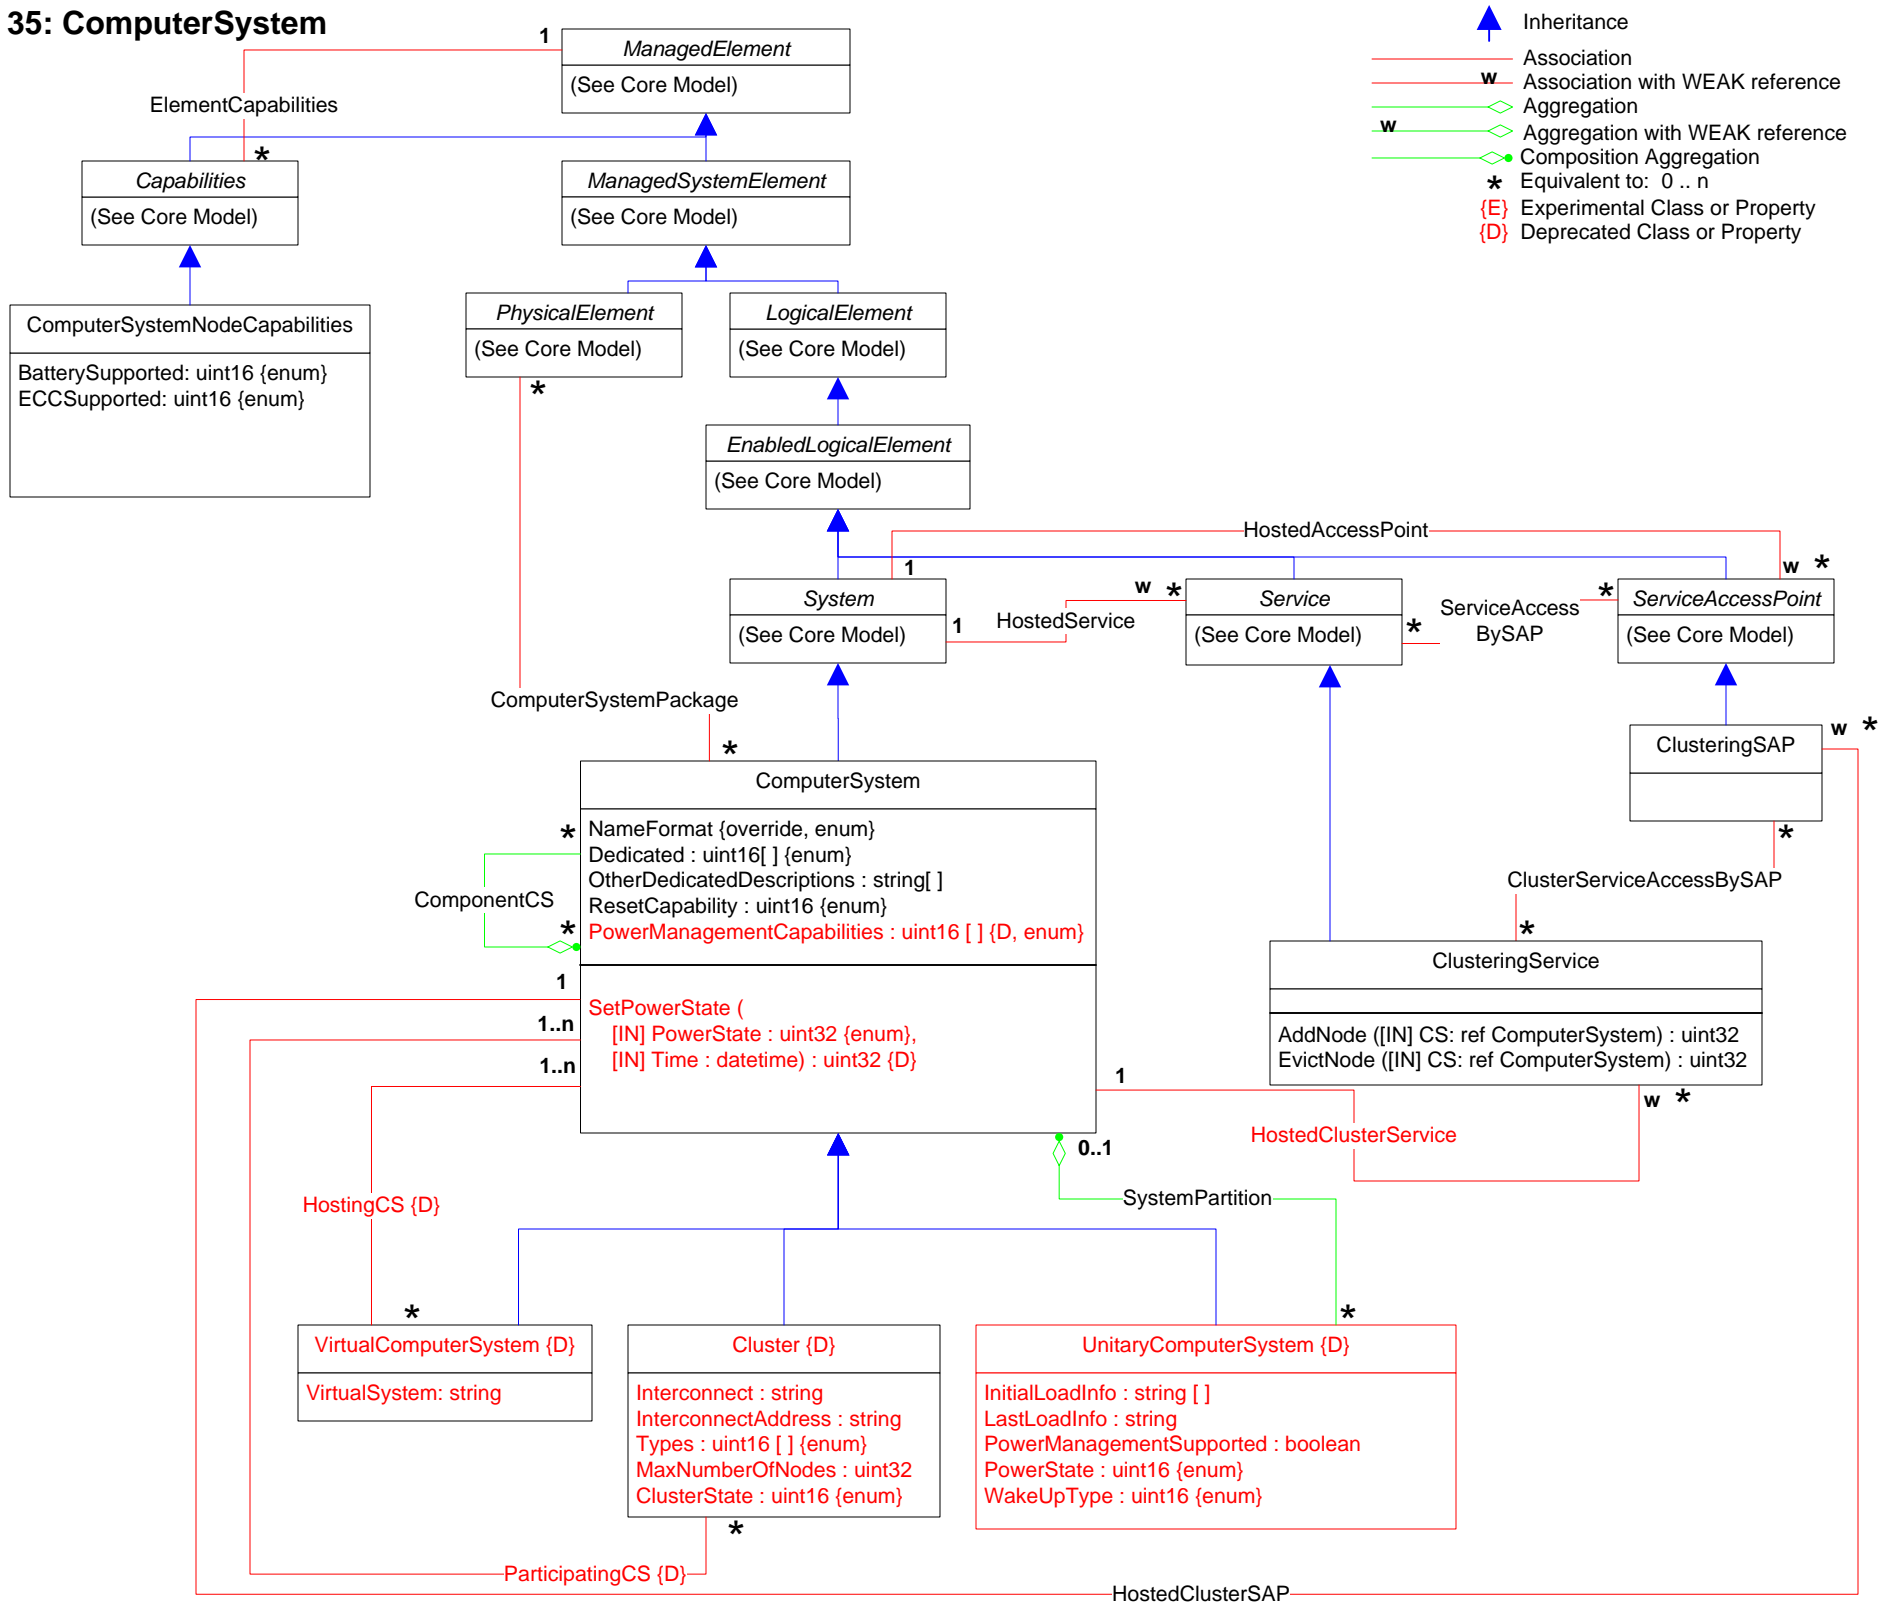 35: ComputerSystem
Inheritance
Association
w Association with WEAK reference
Aggregation
w Aggregation with WEAK reference
Composition Aggregation
* Equivalent to: 0 .. n
{E} Experimental Class or Property
{D} Deprecated Class or Property
1
ManagedElement
(See Core Model)
ElementCapabilities
*
Capabilities
(See Core Model)
ManagedSystemElement
(See Core Model)
ComputerSystemNodeCapabilities
BatterySupported: uint16 {enum}
ECCSupported: uint16 {enum}
PhysicalElement
(See Core Model)
*
LogicalElement
(See Core Model)
EnabledLogicalElement
(See Core Model)
HostedAccessPoint
1
w *
System
(See Core Model)
1
HostedService
w *
Service
(See Core Model)
*
ServiceAccess
BySAP
*
ServiceAccessPoint
(See Core Model)
ComputerSystemPackage
*
ClusteringSAP
w *
*
ClusterServiceAccessBySAP
*
ComputerSystem
NameFormat {override, enum}
Dedicated : uint16[ ] {enum}
OtherDedicatedDescriptions : string[ ]
ResetCapability : uint16 {enum}
PowerManagementCapabilities : uint16 [ ] {D, enum}
SetPowerState (
[IN] PowerState : uint32 {enum},
[IN] Time : datetime) : uint32 {D}
*
ComponentCS
*
1
1..n
1..n
ClusteringService
AddNode ([IN] CS: ref ComputerSystem) : uint32
EvictNode ([IN] CS: ref ComputerSystem) : uint32
1
w *
HostedClusterService
0..1
SystemPartition
HostingCS {D}
*
*
VirtualComputerSystem {D}
VirtualSystem: string
Cluster {D}
Interconnect : string
InterconnectAddress : string
Types : uint16 [ ] {enum}
MaxNumberOfNodes : uint32
ClusterState : uint16 {enum}
*
UnitaryComputerSystem {D}
InitialLoadInfo : string [ ]
LastLoadInfo : string
PowerManagementSupported : boolean
PowerState : uint16 {enum}
WakeUpType : uint16 {enum}
ParticipatingCS {D}
HostedClusterSAP